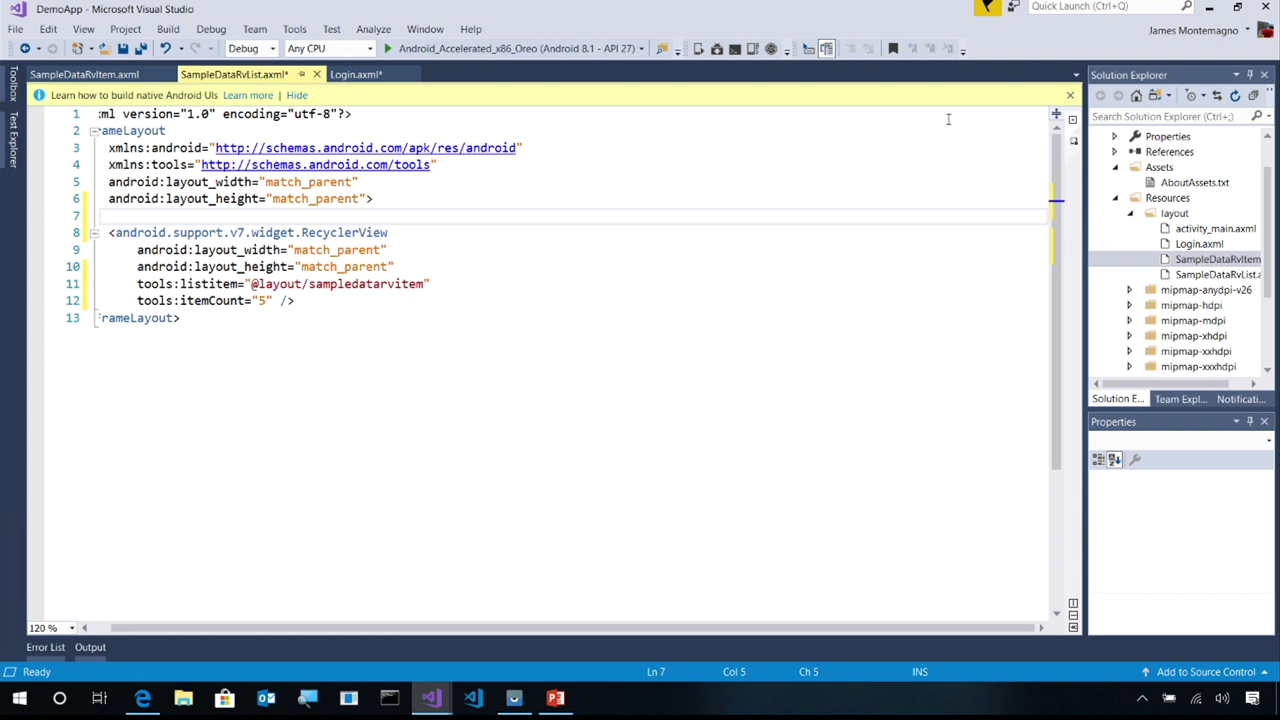 DemoApp - Microsoft Visual Studio
Quick Launch (Ctrl+Q)
File Edit View Project Build Debug Team Tools Test Analyze Window Help
James Montemagno
Debug Any CPU Android_Accelerated_x86_Oreo (Android 8.1 - API 27)
Toolbox
Test Explorer
SampleDataRvItem.axml SampleDataRvList.axml* Login.axml*
Learn how to build native Android UIs Learn more | Hide
1 ml version="1.0" encoding="utf-8"?>
2 ameLayout
3 xmlns:android="http://schemas.android.com/apk/res/android"
4 xmlns:tools="http://schemas.android.com/tools"
5 android:layout_width="match_parent"
6 android:layout_height="match_parent">
7
8 <android.support.v7.widget.RecyclerView
9 android:layout_width="match_parent"
10 android:layout_height="match_parent"
11 tools:listitem="@layout/sampledatarvitem"
12 tools:itemCount="5" />
13 rameLayout>
120 %
Solution Explorer
Search Solution Explorer (Ctrl+;)
Properties
References
Assets
AboutAssets.txt
Resources
layout
activity_main.axml
Login.axml
SampleDataRvItem
SampleDataRvList.a
mipmap-anydpi-v26
mipmap-hdpi
mipmap-mdpi
mipmap-xhdpi
mipmap-xxhdpi
mipmap-xxxhdpi
Solution E... Team Expl... Notificati...
Properties
Error List Output
Ready Ln 7 Col 5 Ch 5 INS Add to Source Control